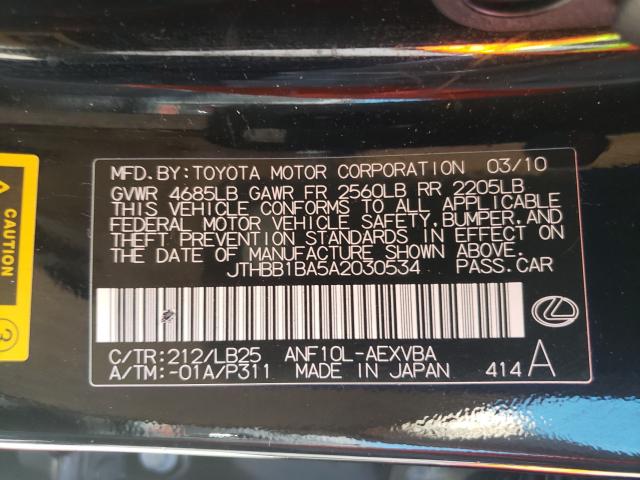 MFD.BY:TOYOTA MOTOR CORPORATION 03/10
GVWR 4685LB GAWR FR 2560LB RR 2205LB
THIS VEHICLE CONFORMS TO ALL APPLICABLE
FEDERAL MOTOR VEHICLE SAFETY,BUMPER,AND
THEFT PREVENTION STANDARDS IN EFFECT ON
THE DATE OF MANUFACTURE SHOWN ABOVE.
JTHBB1BA5A2030534 PASS.CAR
C/TR:212/LB25 ANF10L-AEXVBA
A/TM:-01A/P311 MADE IN JAPAN 414 A
CAUTION
3